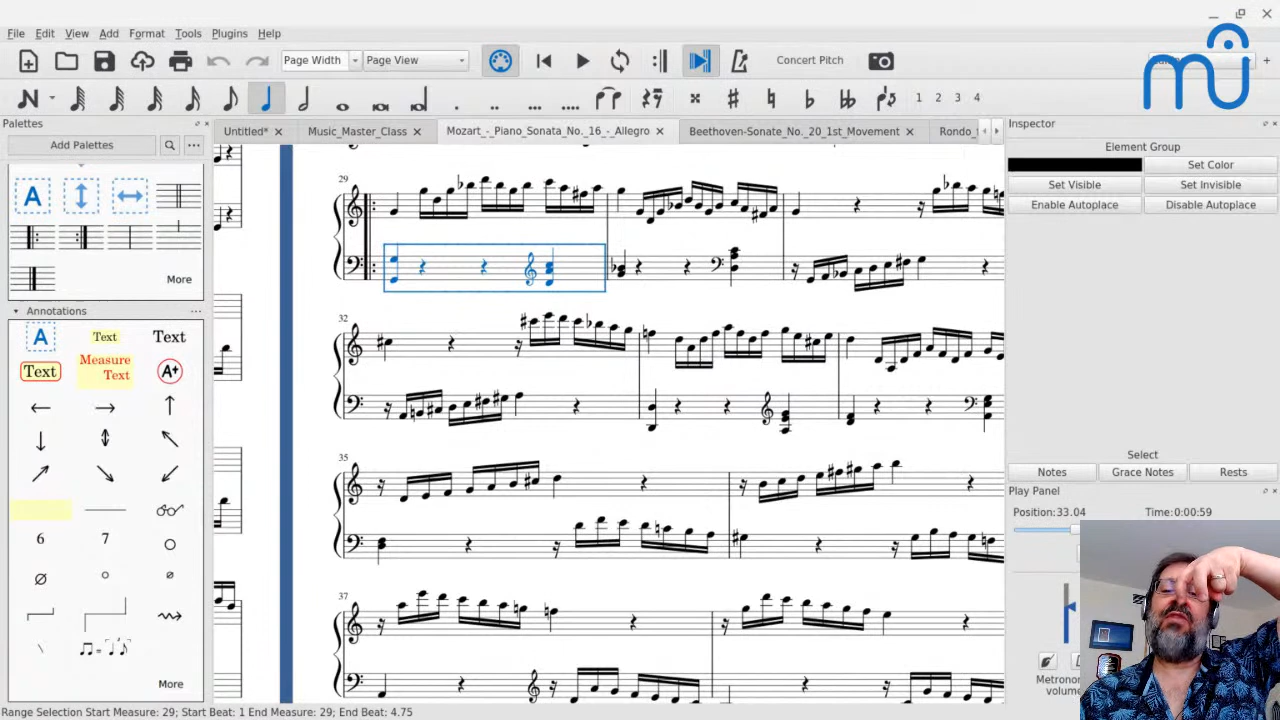 File Edit View Add Format Tools Plugins Help
Page Width Page View Concert Pitch
1 2 3 4
Palettes
Add Palettes
Untitled* Music_Master_Class Mozart_-_Piano_Sonata_No._16_-_Allegro Beethoven-Sonate_No._20_1st_Movement
Inspector
Element Group
Set Color
Set Visible Set Invisible
Enable Autoplace Disable Autoplace
A
More
Annotations
A Text Text
Text Measure A+
Text
6 7
More
29
32
35
37
Select
Notes Grace Notes Rests
Play Panel
Position:33.04 Time:0:00:59
volum
Range Selection Start Measure: 29; Start Beat: 1 End Measure: 29; End Beat: 4.75